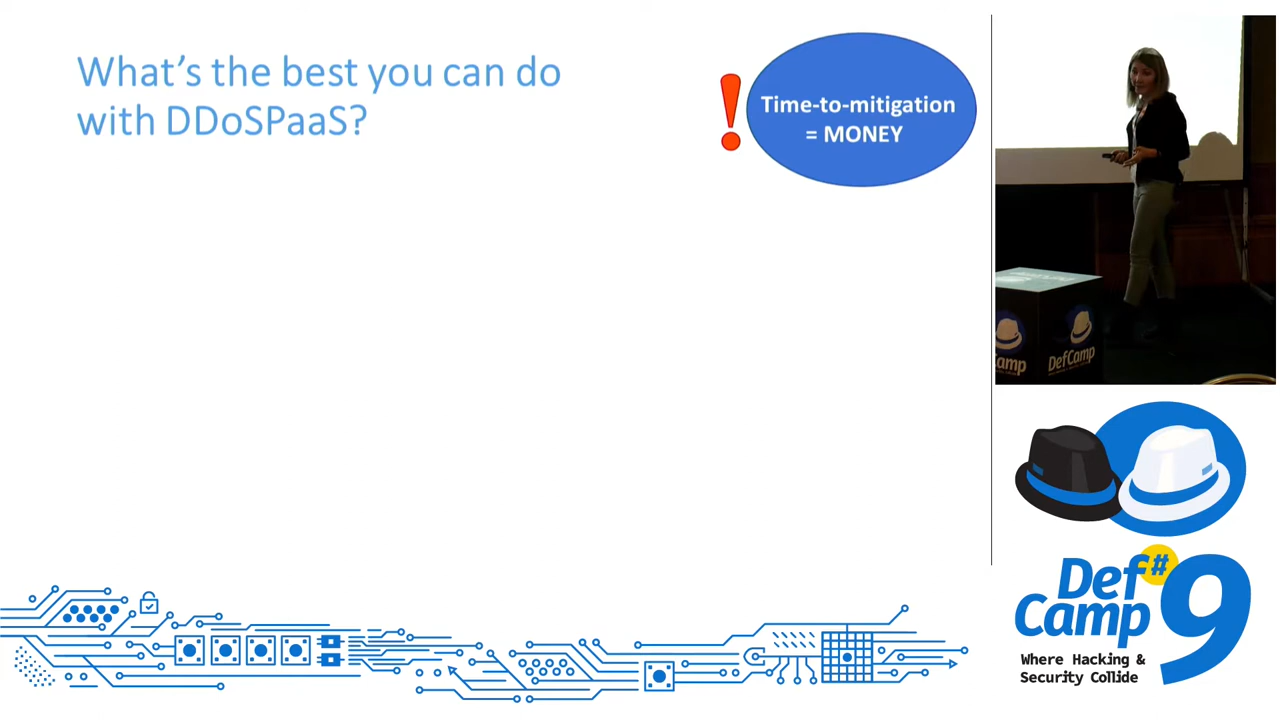 What's the best you can do
with DDoSPaaS?
Time-to-mitigation
= MONEY
DefCamp
Def
#
Camp
9
Where Hacking &
Security Collide